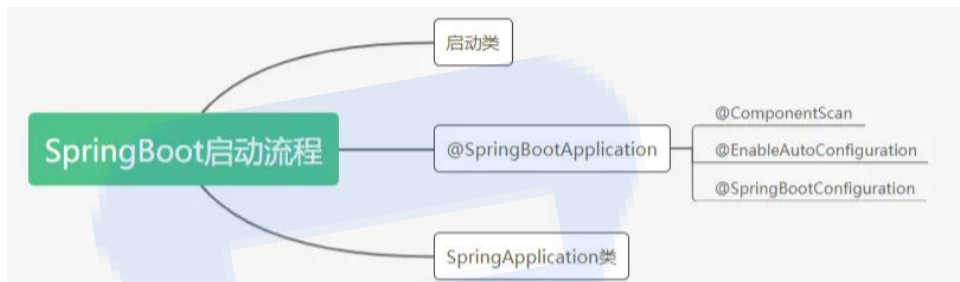 启动类
SpringBoot启动流程
@SpringBootApplication
@ComponentScan
@EnableAutoConfiguration
@SpringBootConfiguration
SpringApplication类